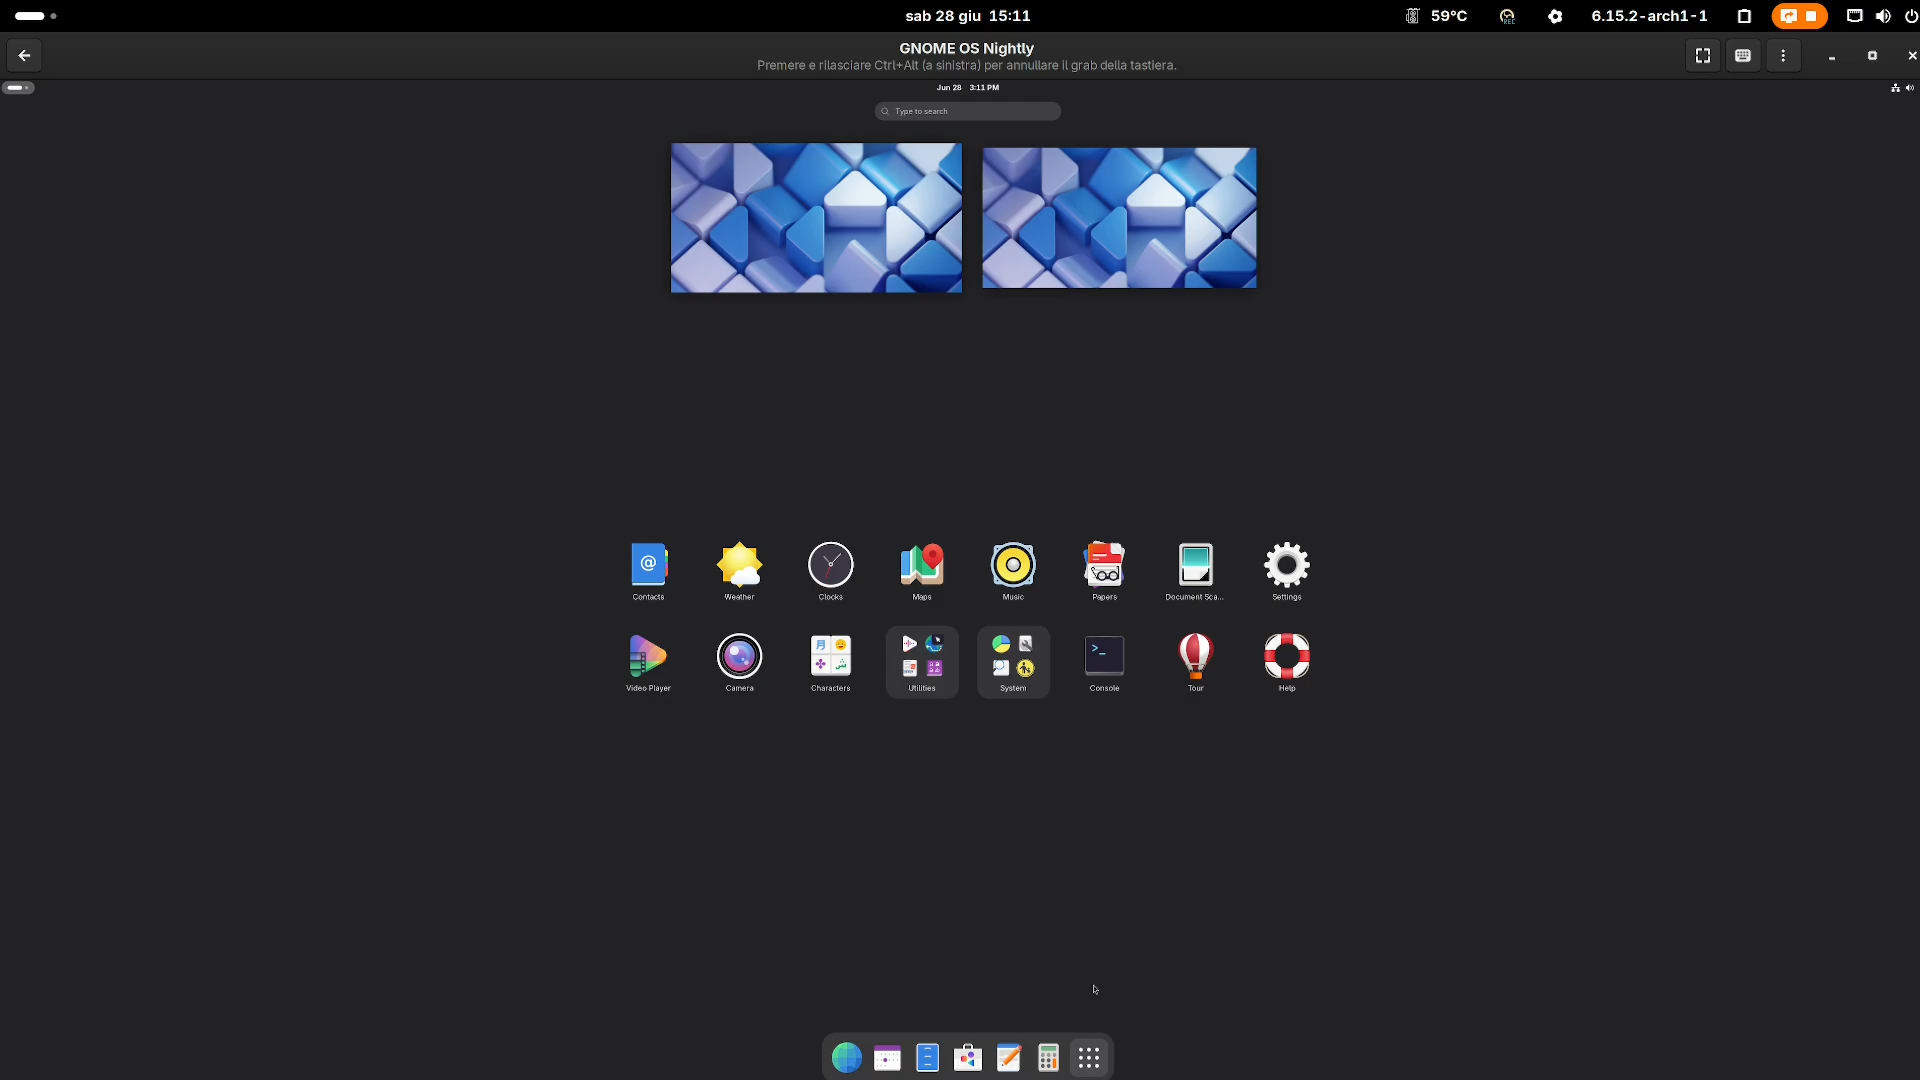 sab 28 giu 15:11
59°C
REC
6.15.2-arch1-1
GNOME OS Nightly
Premere e rilasciare Ctrl+Alt (a sinistra) per annullare il grab della tastiera.
Jun 28 3:11 PM
Type to search
Contacts
Weather
Clocks
Maps
Music
Papers
Document Sca...
Settings
Video Player
Camera
Characters
Utilities
System
Console
Tour
Help